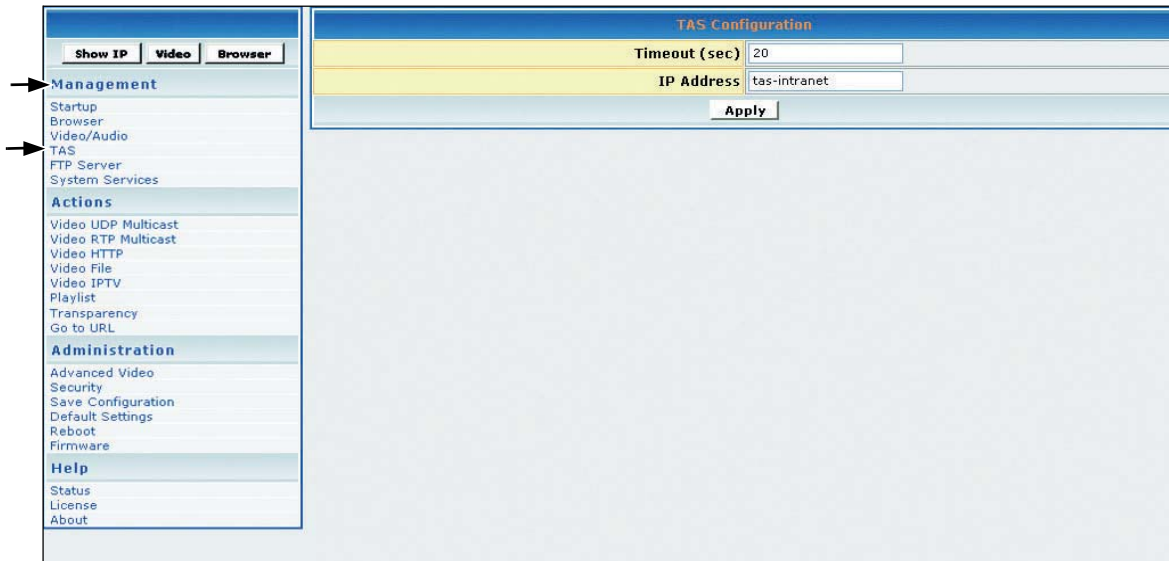 Show IP Video Browser
Management
Startup
Browser
Video/Audio
TAS
FTP Server
System Services
Actions
Video UDP Multicast
Video RTP Multicast
Video HTTP
Video File
Video IPTV
Playlist
Transparency
Go to URL
Administration
Advanced Video
Security
Save Configuration
Default Settings
Reboot
Firmware
Help
Status
License
About
TAS Configuration
Timeout (sec) 20
IP Address tas-intranet
Apply